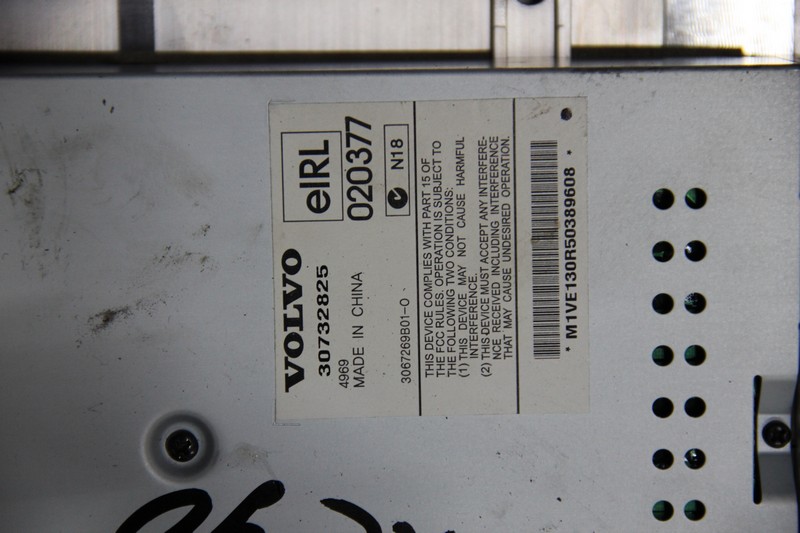 VOLVO
30732825
4969
MADE IN CHINA
3067269B01-0
eIRL
020377
N18
THIS DEVICE COMPLIES WITH PART 15 OF
THE FCC RULES. OPERATION IS SUBJECT TO
THE FOLLOWING TWO CONDITIONS:
(1) THIS DEVICE MAY NOT CAUSE HARMFUL
INTERFERENCE.
(2) THIS DEVICE MUST ACCEPT ANY INTERFERE-
NCE RECEIVED INCLUDING INTERFERENCE
THAT MAY CAUSE UNDESIRED OPERATION.
* M1VE130R50389608 *